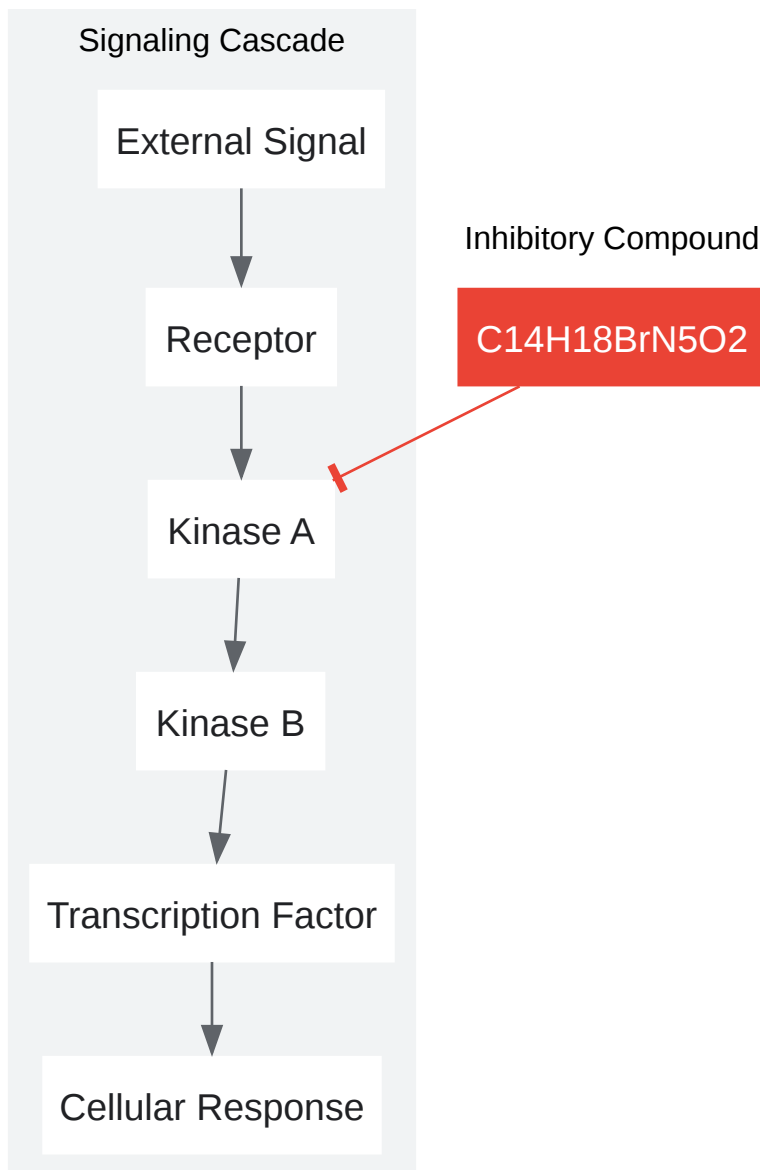 Signaling Cascade
External Signal
Inhibitory Compound
Receptor
C14H18BrN5O2
Kinase A
Kinase B
Transcription Factor
Cellular Response